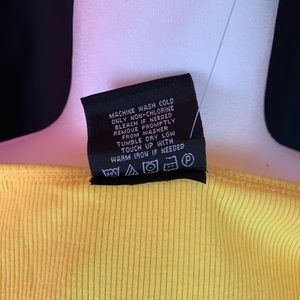 MACHINE WASH COLD
ONLY NON-CHLORINE
BLEACH IF NEEDED
REMOVE PROMPTLY
FROM WASHER
TUMBLE DRY LOW
TOUCH UP WITH
WARM IRON IF NEEDED
P